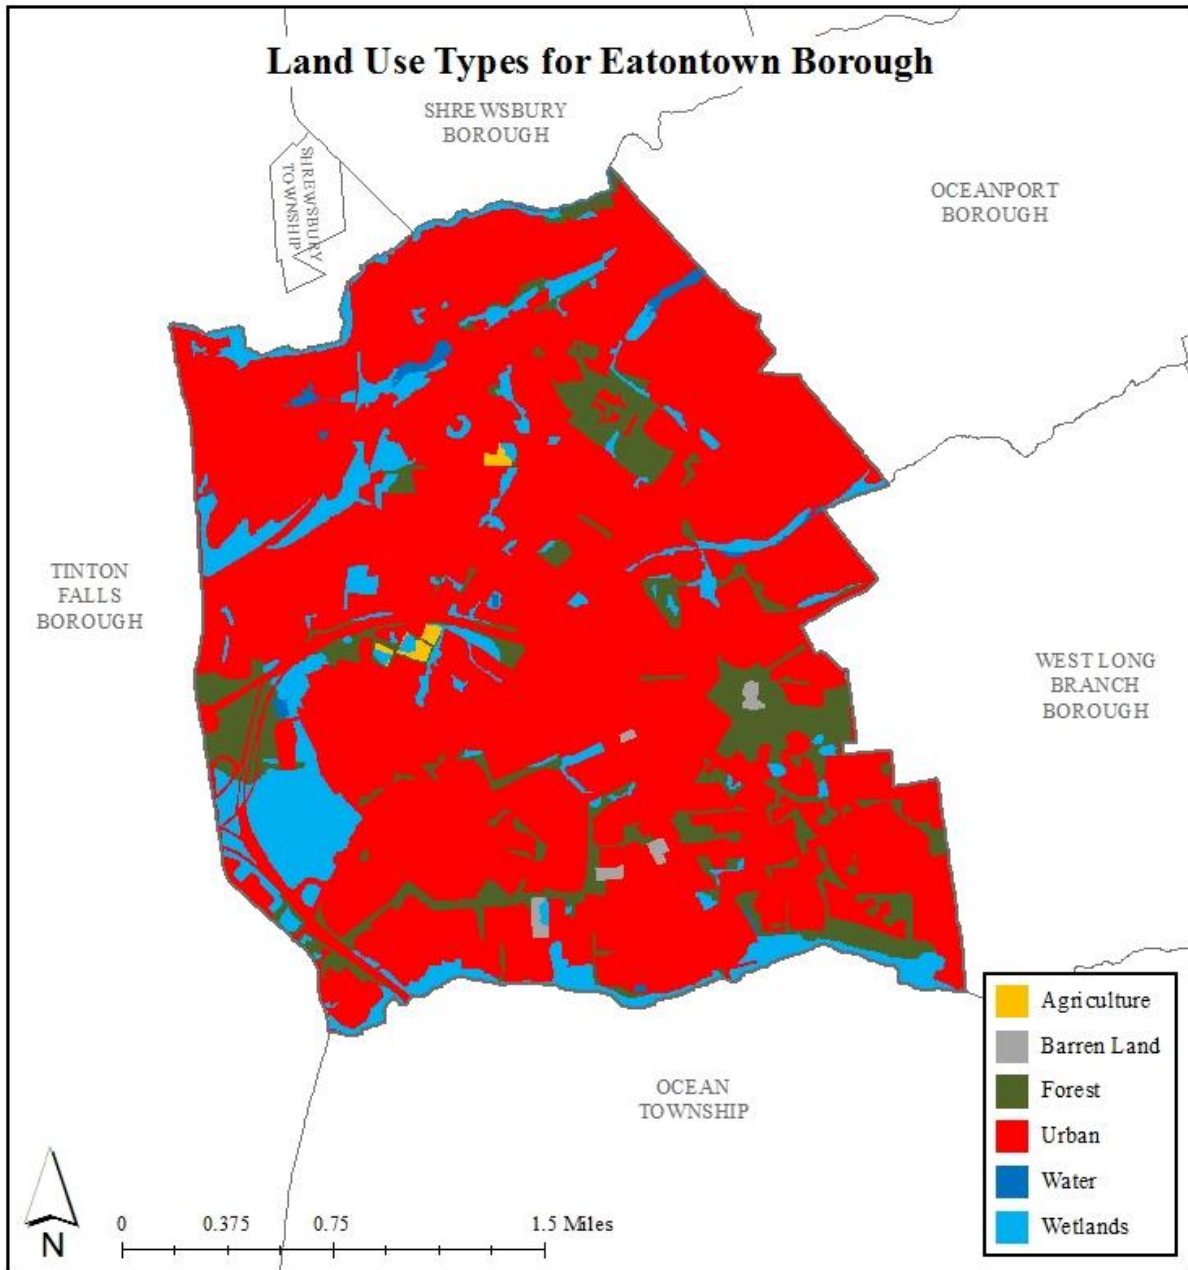 Land Use Types for Eatontown Borough
SHREWSBURY
BOROUGH
SHREWSBURY
TOWNSHIP
OCEANPORT
BOROUGH
TINTON
FALLS
BOROUGH
WEST LONG
BRANCH
BOROUGH
OCEAN
TOWNSHIP
Agriculture
Barren Land
Forest
Urban
Water
Wetlands
N
0 0.375 0.75 1.5 Miles